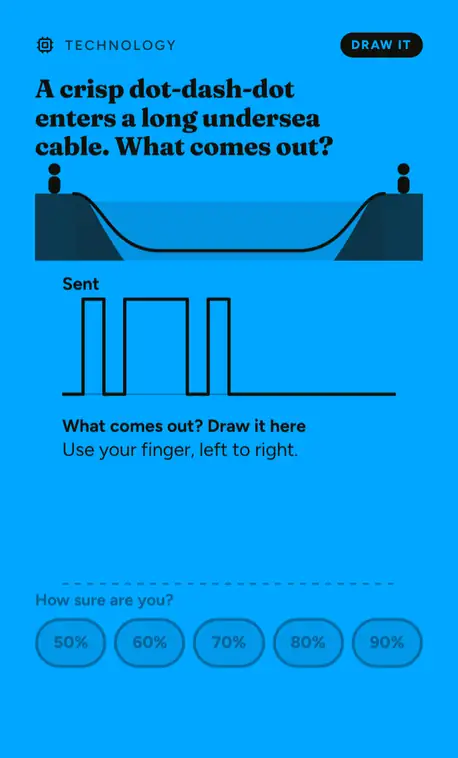 TECHNOLOGY
DRAW IT
A crisp dot-dash-dot
enters a long undersea
cable. What comes out?
Sent
What comes out? Draw it here
Use your finger, left to right.
How sure are you?
50% 60% 70% 80% 90%